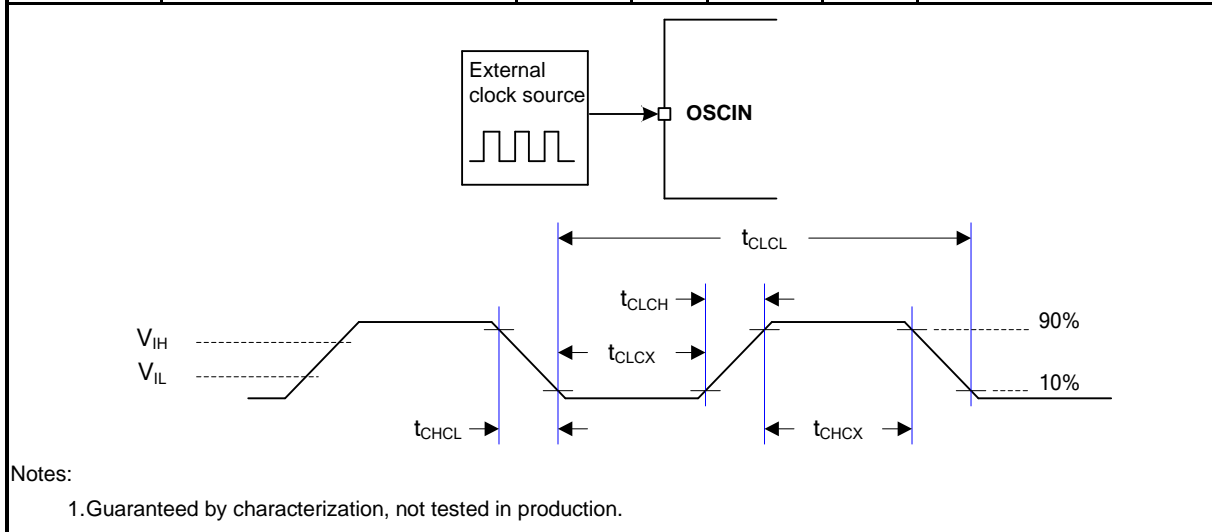 External
clock source
OSCIN
tCLCL
tCLCH
90%
VIH
tCLCX
VIL
10%
tCHCL
tCHCX
Notes:
1.Guaranteed by characterization, not tested in production.